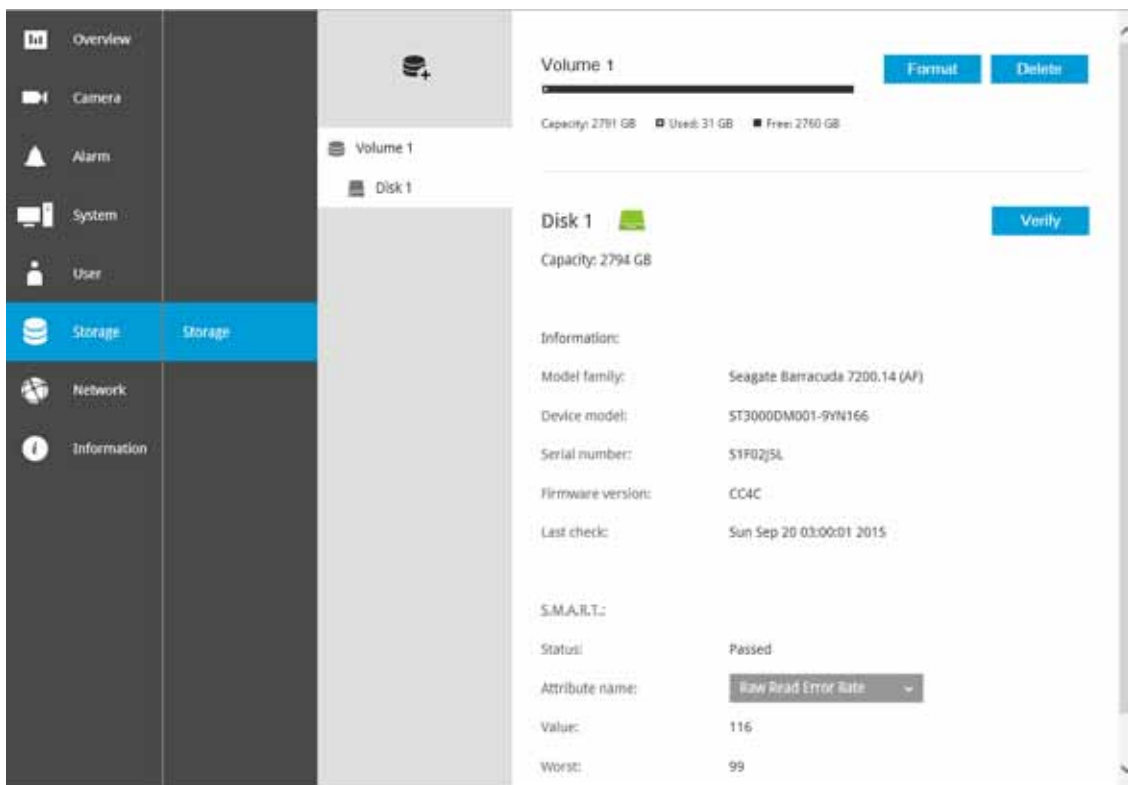 Overview
Camera
Alarm
System
User
Storage
Storage
Network
Information
Volume 1
Disk 1
Volume 1
Format
Delete
Capacity: 2791 GB Used: 31 GB Free: 2760 GB
Disk 1
Verify
Capacity: 2794 GB
Information:
Model family: Seagate Barracuda 7200.14 (AF)
Device model: ST3000DM001-9YN166
Serial number: S1F02J5L
Firmware version: CC4C
Last check: Sun Sep 20 03:00:01 2015
S.M.A.R.T.:
Status: Passed
Attribute name: Raw Read Error Rate
Value: 116
Worst: 99